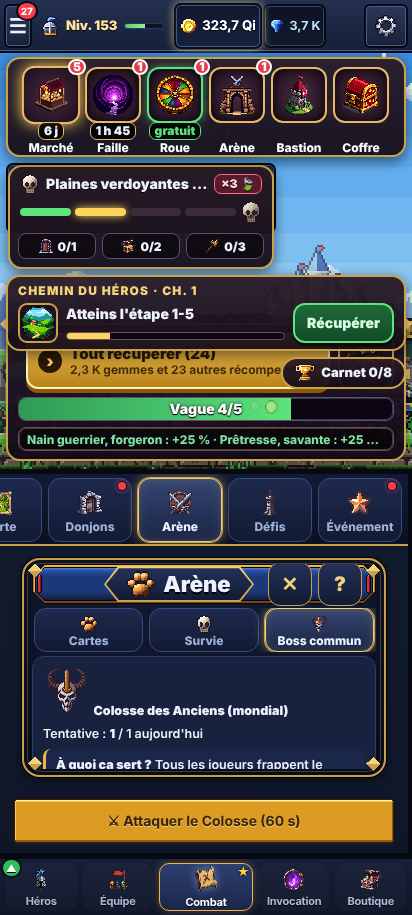 27
Niv. 153
323,7 Qi
3,7 K
5
1
1
1
6 j
1 h 45
gratuit
Marché
Faille
Roue
Arène
Bastion
Coffre
Plaines verdoyantes ...
×3
0/1
0/2
0/3
CHEMIN DU HÉROS · CH. 1
Atteins l'étape 1-5
Récupérer
Tout récupérer (24)
2,3 K gemmes et 23 autres récompe
Carnet 0/8
Vague 4/5
Nain guerrier, forgeron : +25 % · Prêtresse, savante : +25 ...
rte
Donjons
Arène
Défis
Événement
Arène
×
?
Cartes
Survie
Boss commun
Colosse des Anciens (mondial)
Tentative : 1 / 1 aujourd'hui
À quoi ça sert ? Tous les joueurs frappent le
⚔ Attaquer le Colosse (60 s)
Héros
Équipe
Combat
Invocation
Boutique